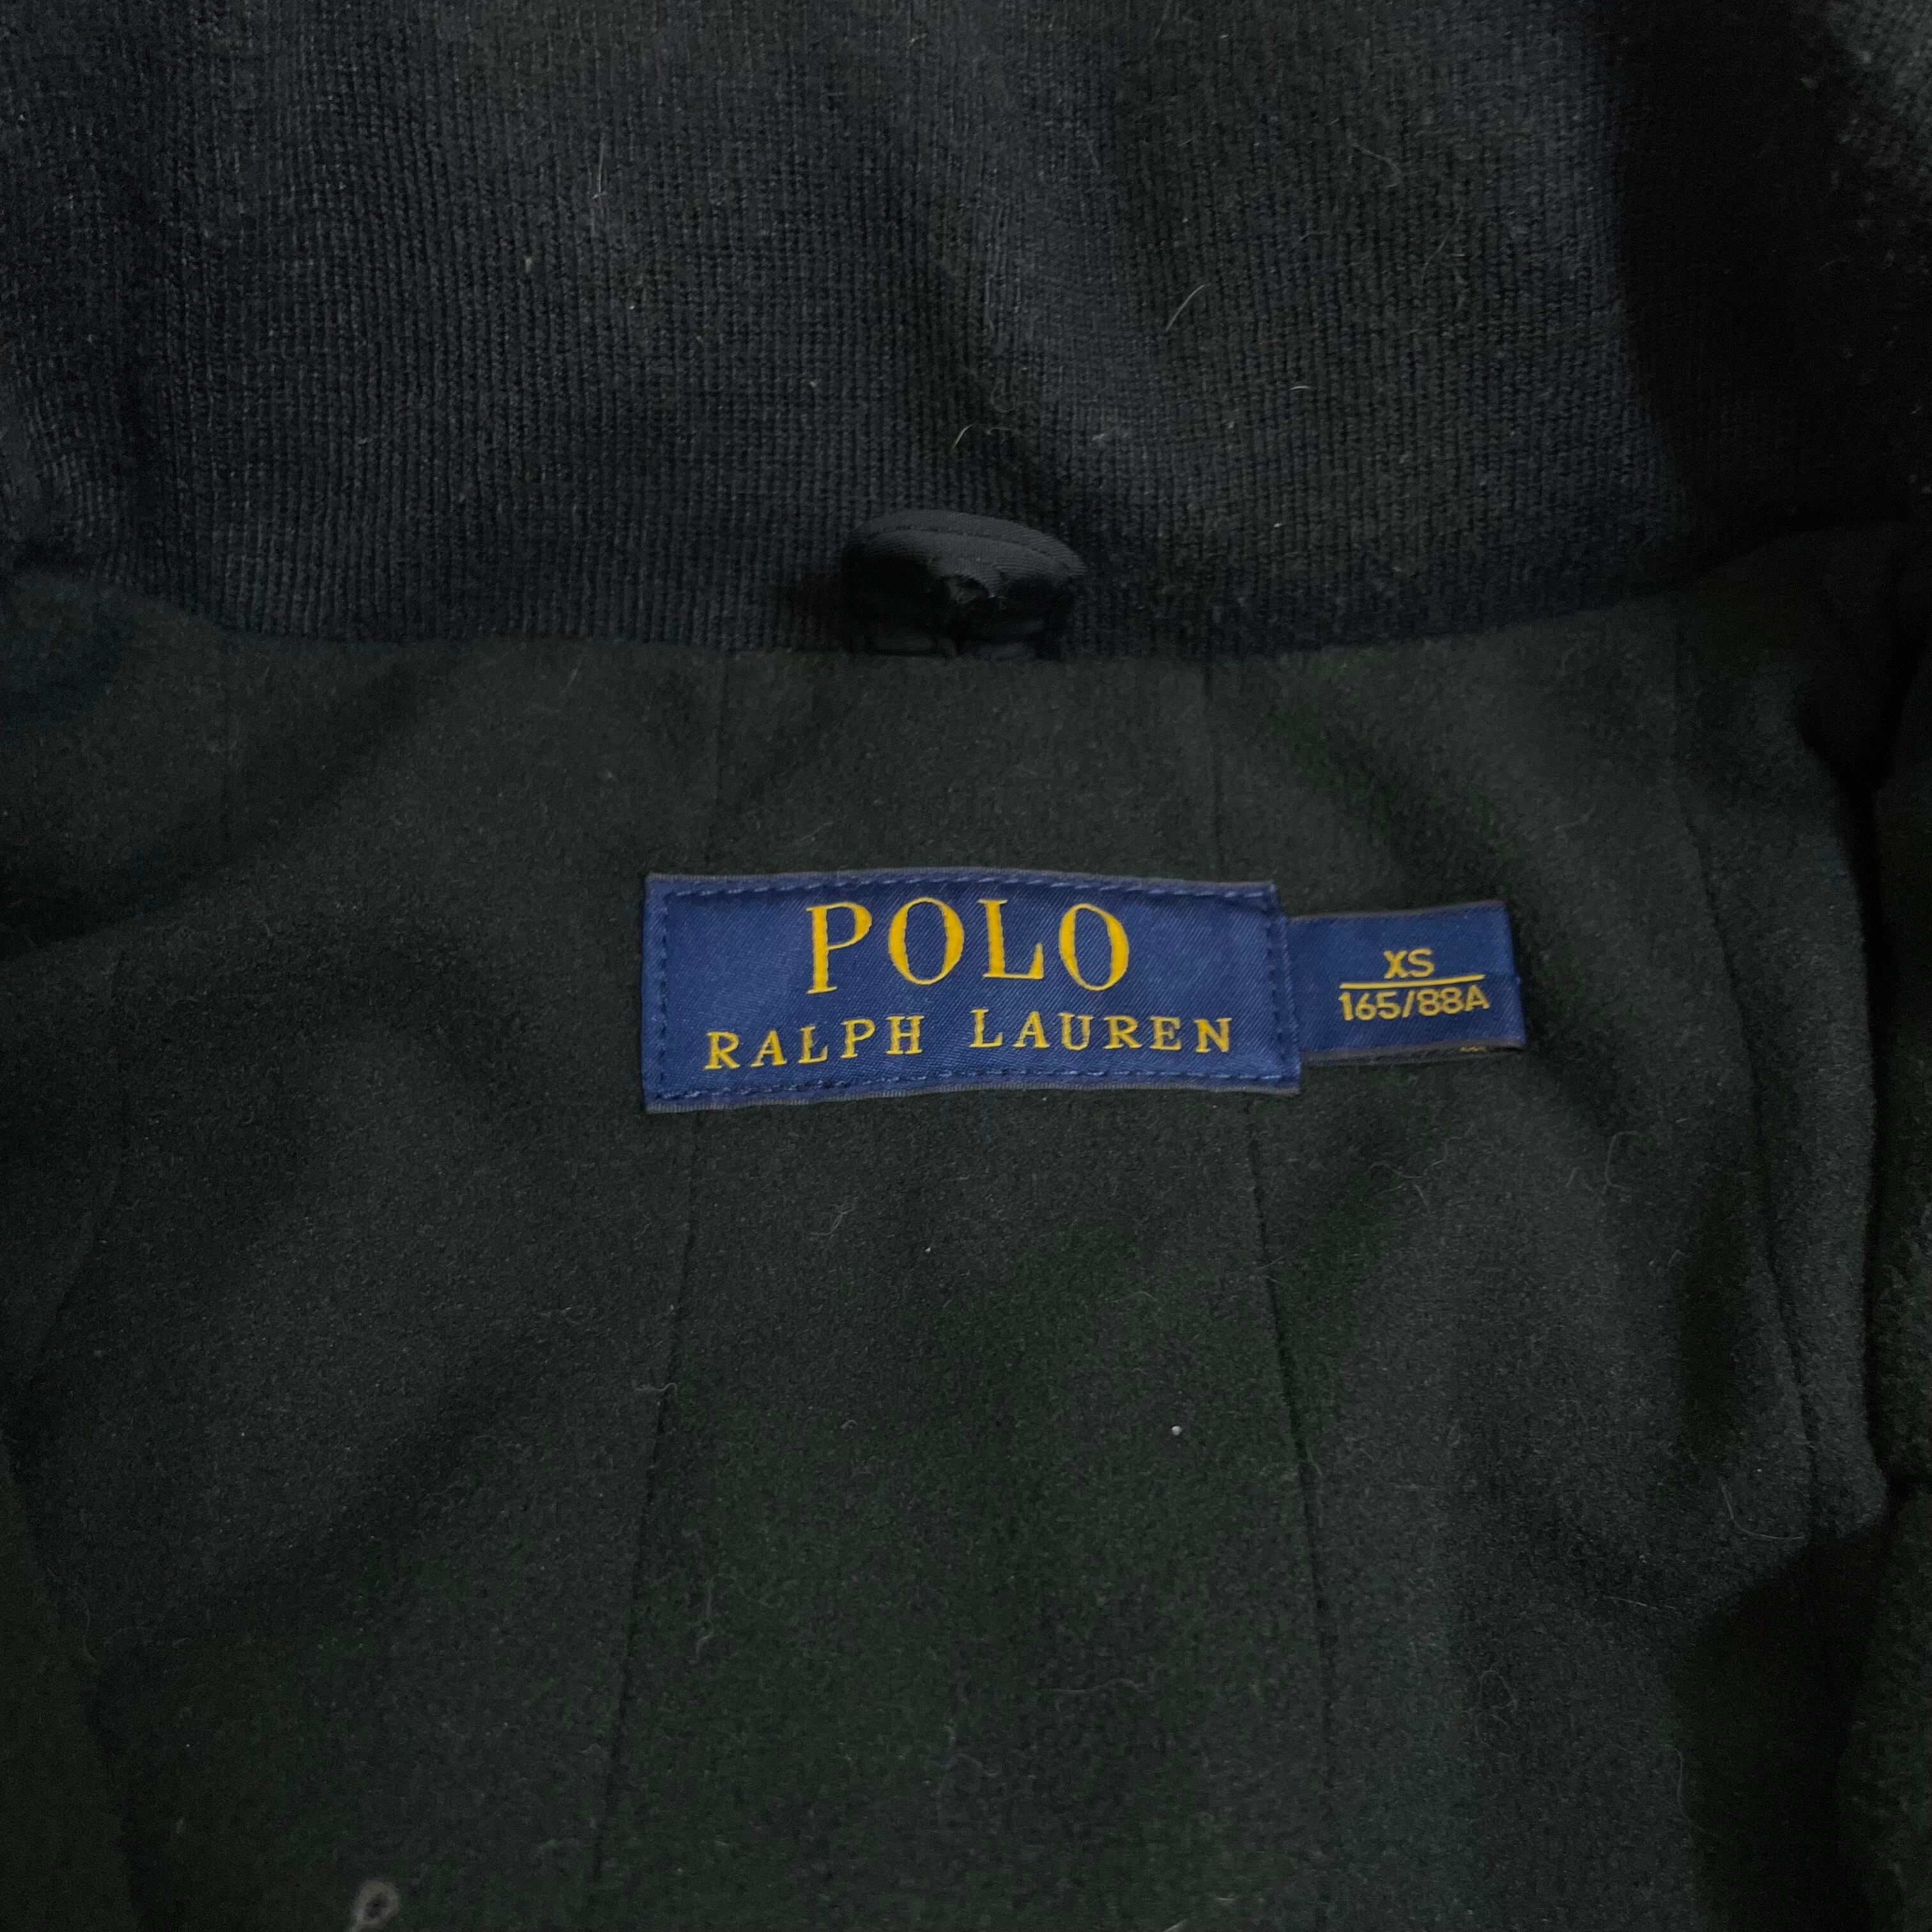 POLO
RALPH LAUREN
XS
165/88A